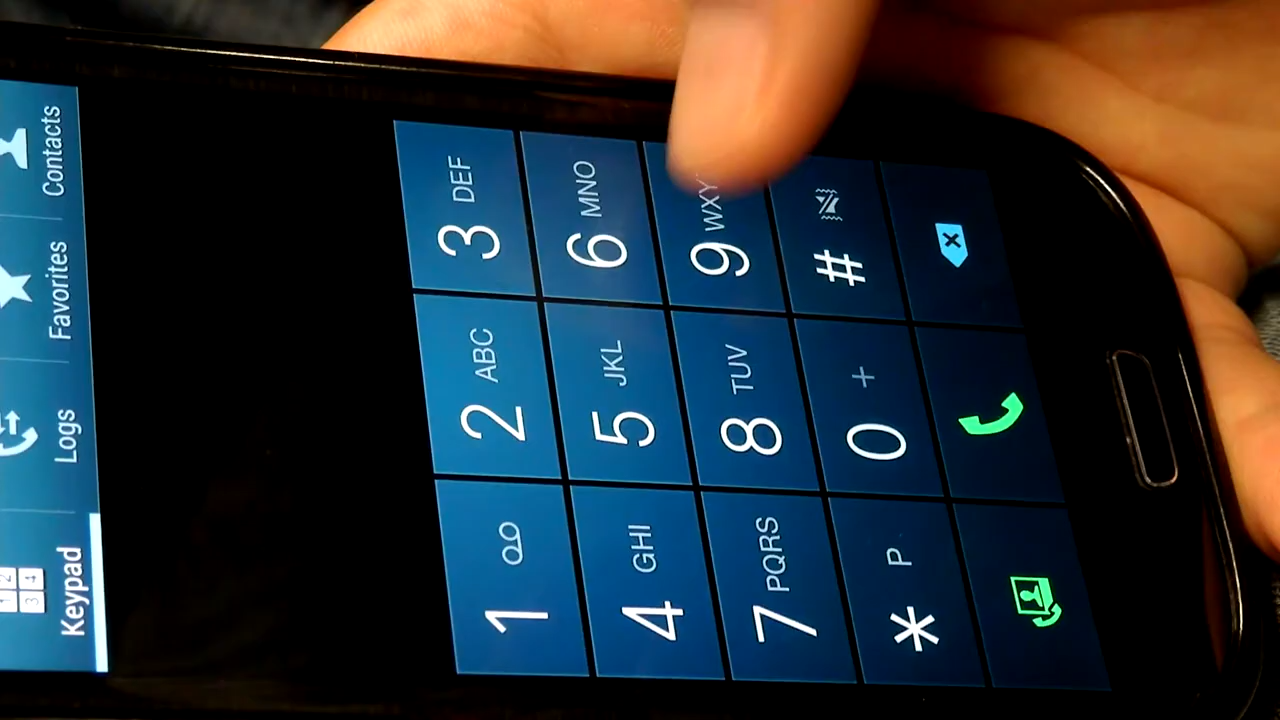 Keypad
Logs
Favorites
Contacts
1
2 ABC
3 DEF
4 GHI
5 JKL
6 MNO
7 PQRS
8 TUV
9 WXY
* P
0 +
#